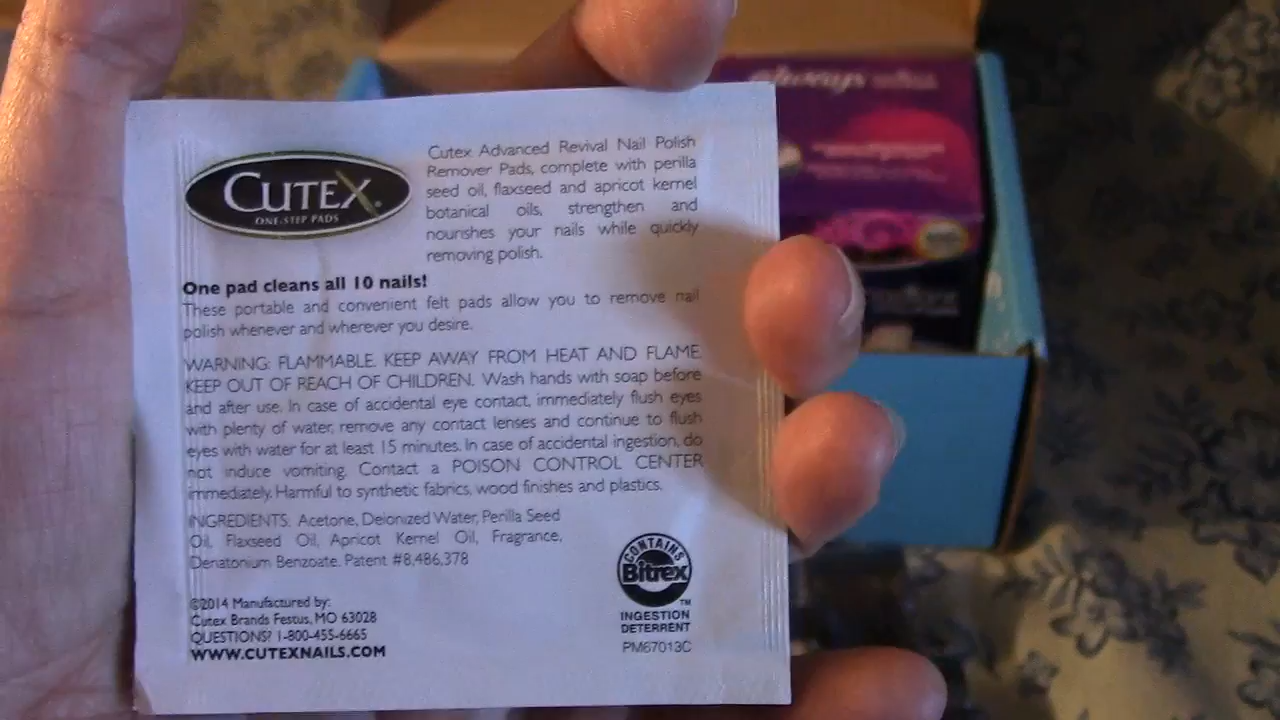 CUTEX®
ONE-STEP PADS
Cutex Advanced Revival Nail Polish
Remover Pads, complete with perilla
seed oil, flaxseed and apricot kernel
botanical oils, strengthen and
nourishes your nails while quickly
removing polish.
One pad cleans all 10 nails!
These portable and convenient felt pads allow you to remove nail
polish whenever and wherever you desire.
WARNING: FLAMMABLE. KEEP AWAY FROM HEAT AND FLAME.
KEEP OUT OF REACH OF CHILDREN. Wash hands with soap before
and after use. In case of accidental eye contact, immediately flush eyes
with plenty of water, remove any contact lenses and continue to flush
eyes with water for at least 15 minutes. In case of accidental ingestion, do
not induce vomiting. Contact a POISON CONTROL CENTER
immediately. Harmful to synthetic fabrics, wood finishes and plastics.
INGREDIENTS: Acetone, Deionized Water, Perilla Seed
Oil, Flaxseed Oil, Apricot Kernel Oil, Fragrance,
Denatonium Benzoate. Patent #8,486,378
©2014 Manufactured by:
Cutex Brands Festus, MO 63028
QUESTIONS? 1-800-455-6665
WWW.CUTEXNAILS.COM
CONTAINS
Bitrex
TM
INGESTION
DETERRENT
PM67013C
always